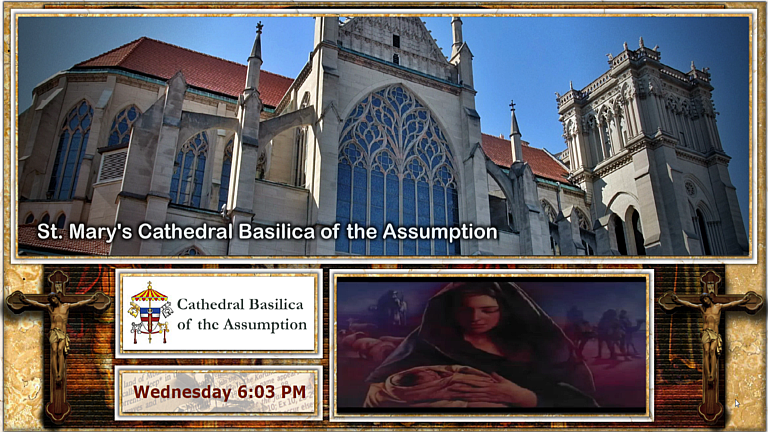 St. Mary's Cathedral Basilica of the Assumption
Cathedral Basilica
of the Assumption
Wednesday 6:03 PM